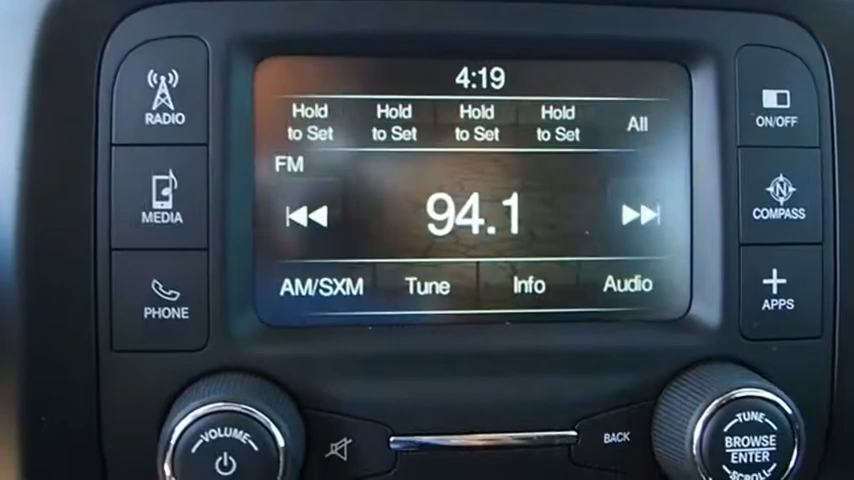 4:19
Hold to Set
Hold to Set
Hold to Set
Hold to Set
All
FM
94.1
AM/SXM Tune Info Audio
RADIO
MEDIA
PHONE
ON/OFF
N
COMPASS
APPS
VOLUME
BACK
TUNE
BROWSE
ENTER
SCROLL